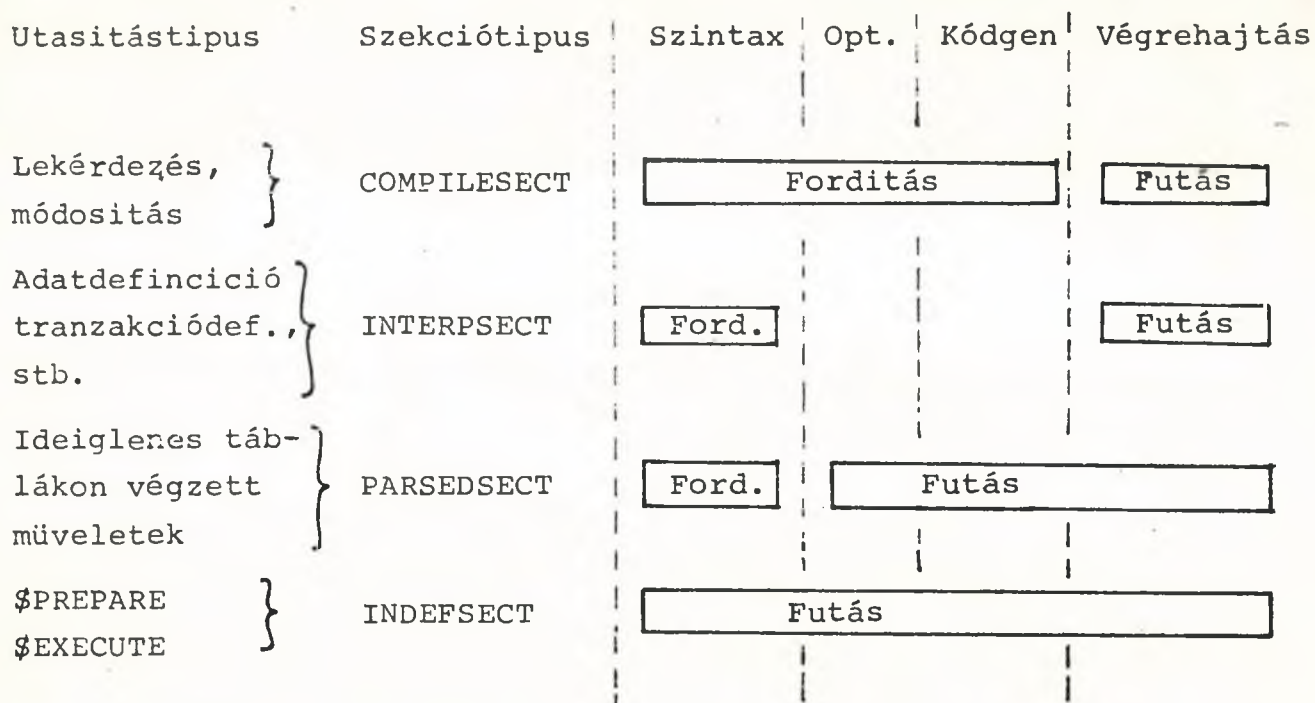 Utasitástipus Szekciótipus Szintax Opt. Kódgen Végrehajtás
Lekérdezés,
módositás
COMPILESECT Forditás Futás
Adatdefinció
tranzakciódef.,
stb.
INTERPSECT Ford. Futás
Ideiglenes táb-
lákon végzett
müveletek
PARSEDSECT Ford. Futás
$PREPARE
$EXECUTE
INDEFSECT Futás